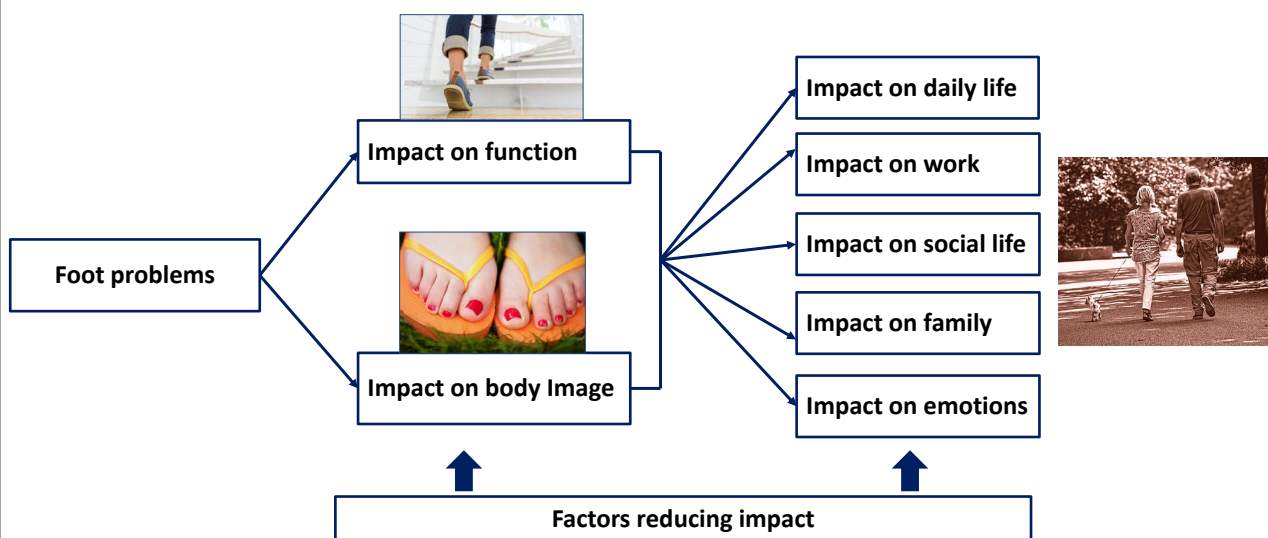 Foot problems
Impact on function
Impact on body Image
Impact on daily life
Impact on work
Impact on social life
Impact on family
Impact on emotions
Factors reducing impact